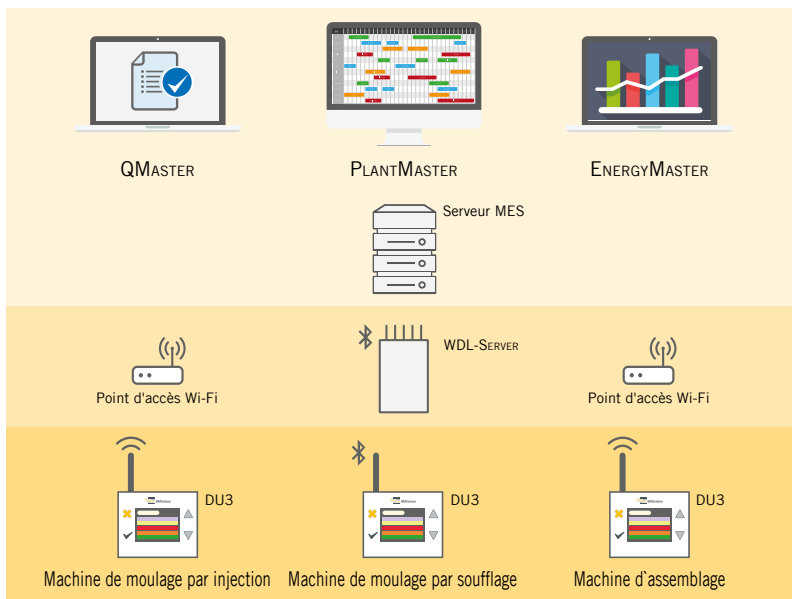 QMASTER
PLANTMASTER
ENERGYMASTER
Serveur MES
WDL-SERVER
Point d'accès Wi-Fi
Point d'accès Wi-Fi
DU3
DU3
DU3
Machine de moulage par injection
Machine de moulage par soufflage
Machine d`assemblage